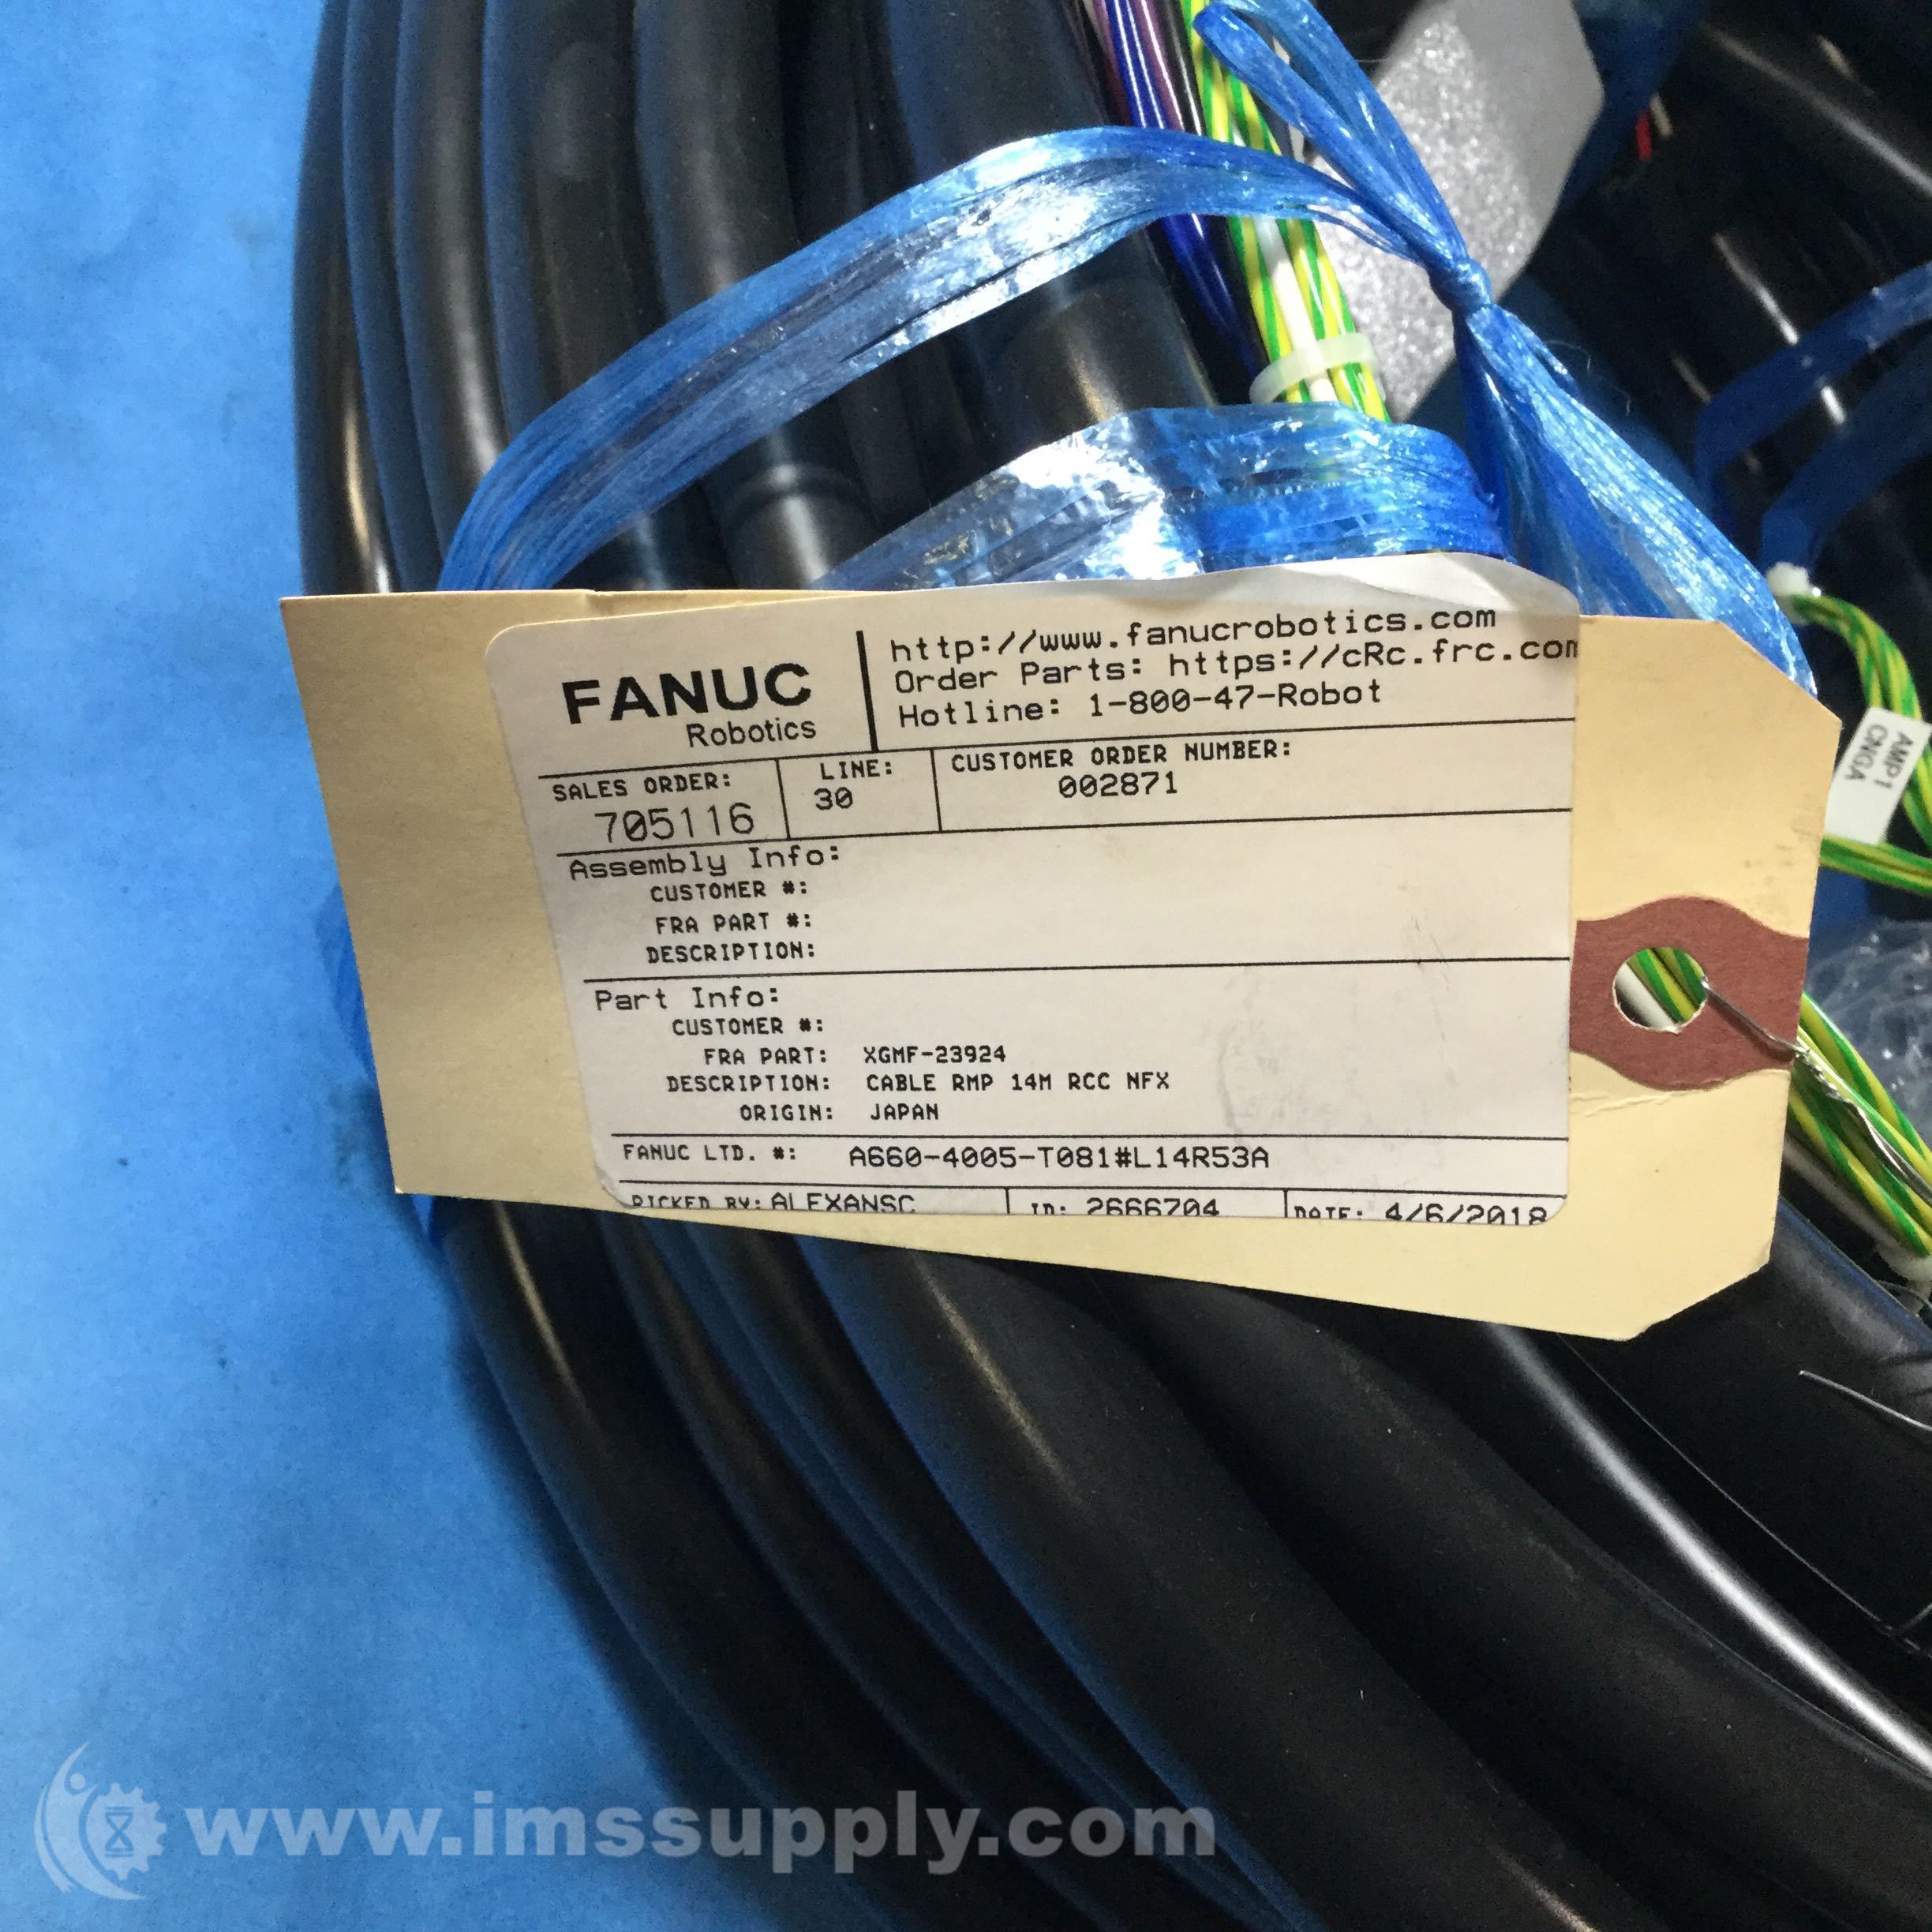 FANUC
Robotics
http://www.fanucrobotics.com
Order Parts: https://cRc.frc.com
Hotline: 1-800-47-Robot
SALES ORDER:
705116
LINE:
30
CUSTOMER ORDER NUMBER:
002871
Assembly Info:
CUSTOMER #:
FRA PART #:
DESCRIPTION:
Part Info:
CUSTOMER #:
FRA PART: XGMF-23924
DESCRIPTION: CABLE RMP 14M RCC NFX
ORIGIN: JAPAN
FANUC LTD. #: A660-4005-T081#L14R53A
PICKED BY: ALEXANSC ID: 2666704 DATE: 4/6/2018
AMP1
CNGA
www.imssupply.com